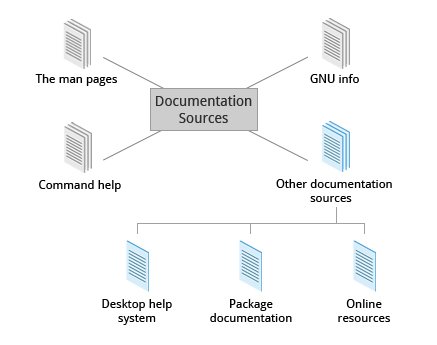 The man pages
GNU info
Documentation
Sources
Command help
Other documentation
sources
Desktop help
system
Package
documentation
Online
resources